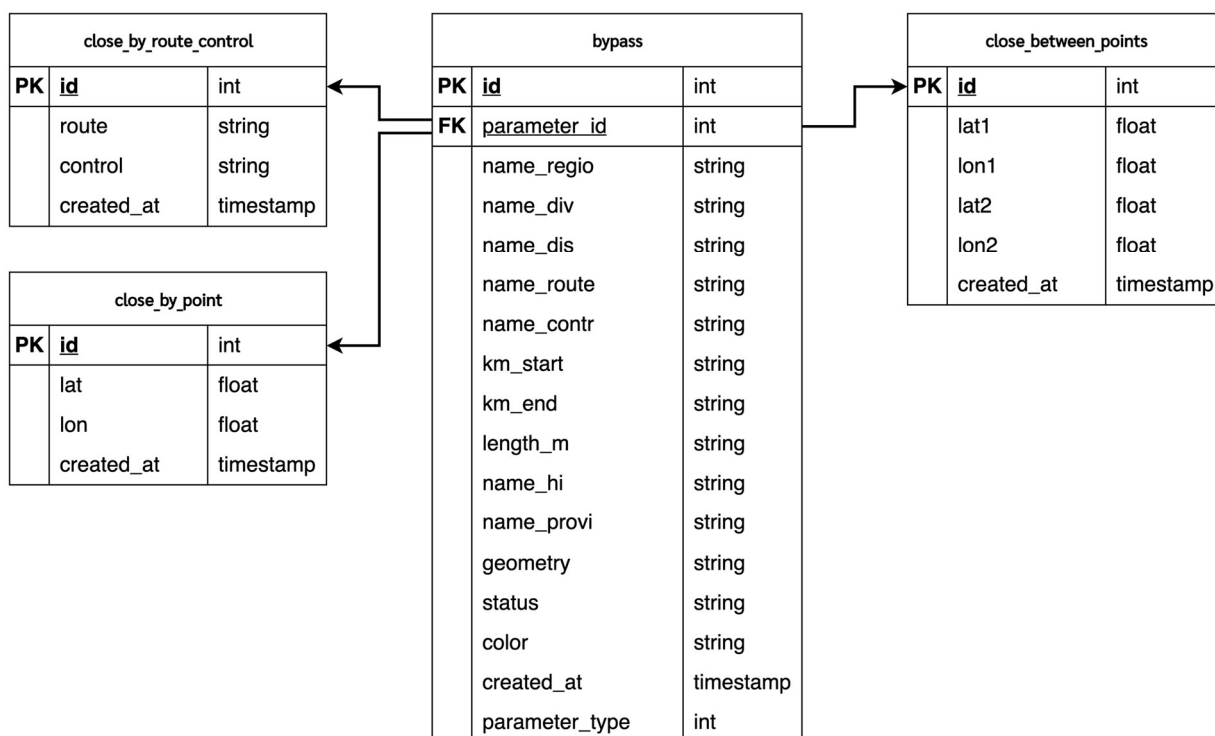 close_by_route_control
PK id int
route string
control string
created_at timestamp
close_by_point
PK id int
lat float
lon float
created_at timestamp
bypass
PK id int
FK parameter_id int
name_regio string
name_div string
name_dis string
name_route string
name_contr string
km_start string
km_end string
length_m string
name_hi string
name_provi string
geometry string
status string
color string
created_at timestamp
parameter_type int
close_between_points
PK id int
lat1 float
lon1 float
lat2 float
lon2 float
created_at timestamp